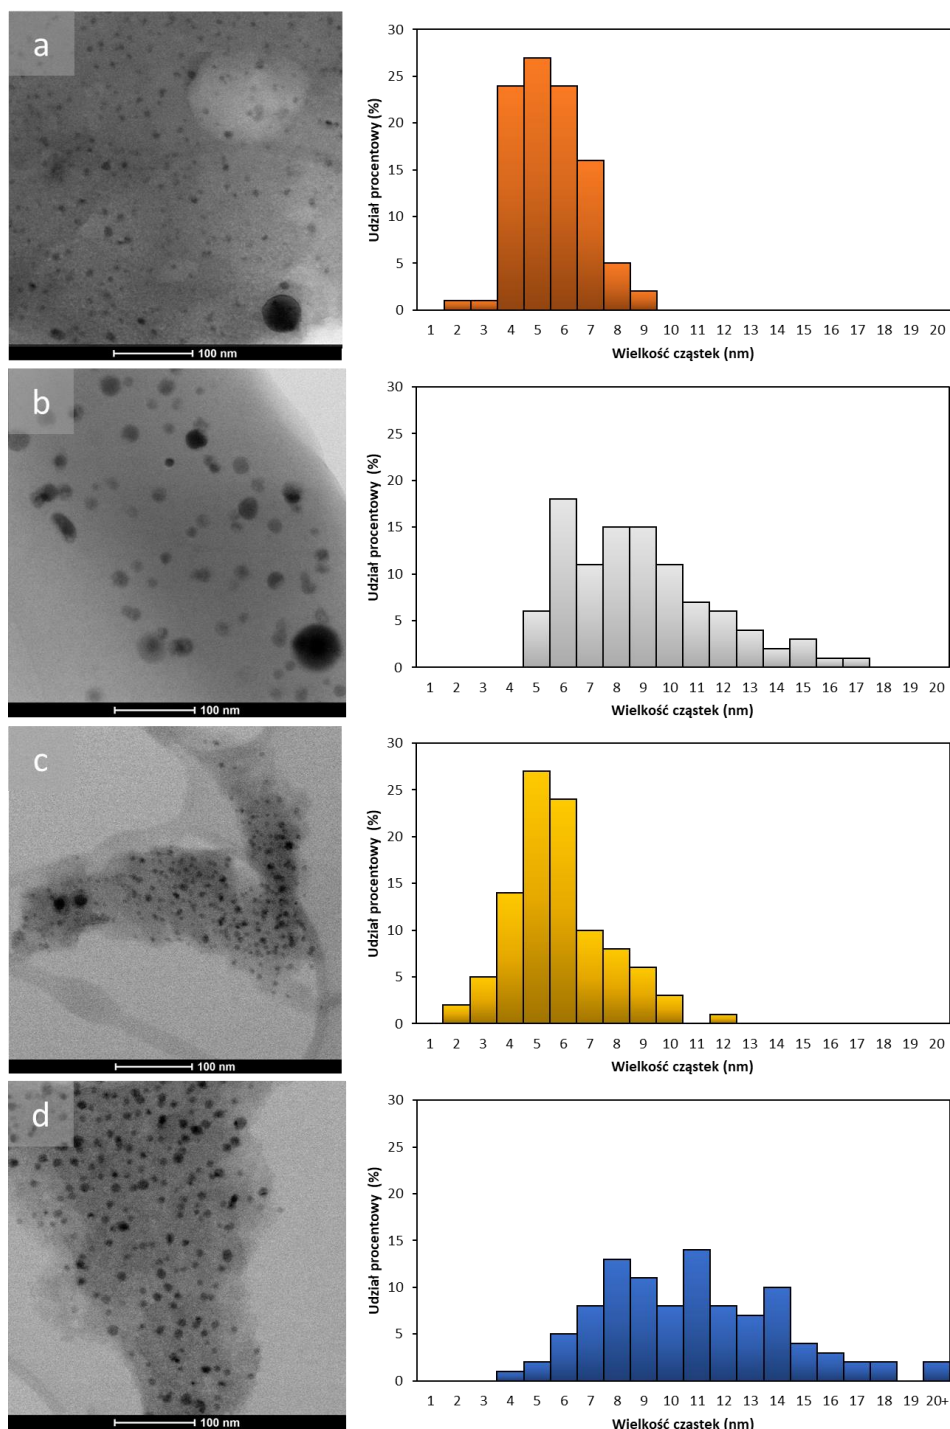 a
100 nm
30
25
20
15
10
5
0
Udział procentowy (%)
1 2 3 4 5 6 7 8 9 10 11 12 13 14 15 16 17 18 19 20
Wielkość cząstek (nm)
b
100 nm
30
25
20
15
10
5
0
Udział procentowy (%)
1 2 3 4 5 6 7 8 9 10 11 12 13 14 15 16 17 18 19 20
Wielkość cząstek (nm)
c
100 nm
30
25
20
15
10
5
0
Udział procentowy (%)
1 2 3 4 5 6 7 8 9 10 11 12 13 14 15 16 17 18 19 20
Wielkość cząstek (nm)
d
100 nm
30
25
20
15
10
5
0
Udział procentowy (%)
1 2 3 4 5 6 7 8 9 10 11 12 13 14 15 16 17 18 19 20+
Wielkość cząstek (nm)